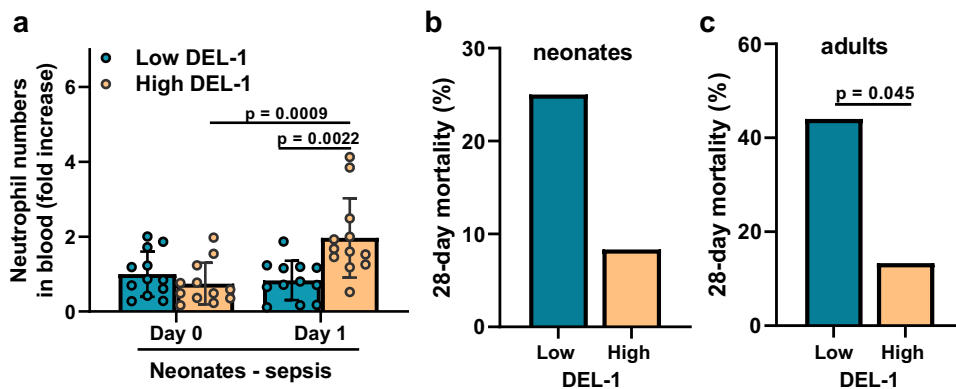 a
Neutrophil numbers
in blood (fold increase)
6
4
2
0
Low DEL-1
High DEL-1
p = 0.0009
p = 0.0022
Day 0
Day 1
Neonates - sepsis
b
28-day mortality (%)
30
20
10
0
neonates
Low
High
DEL-1
c
28-day mortality (%)
60
40
20
0
adults
p = 0.045
Low
High
DEL-1